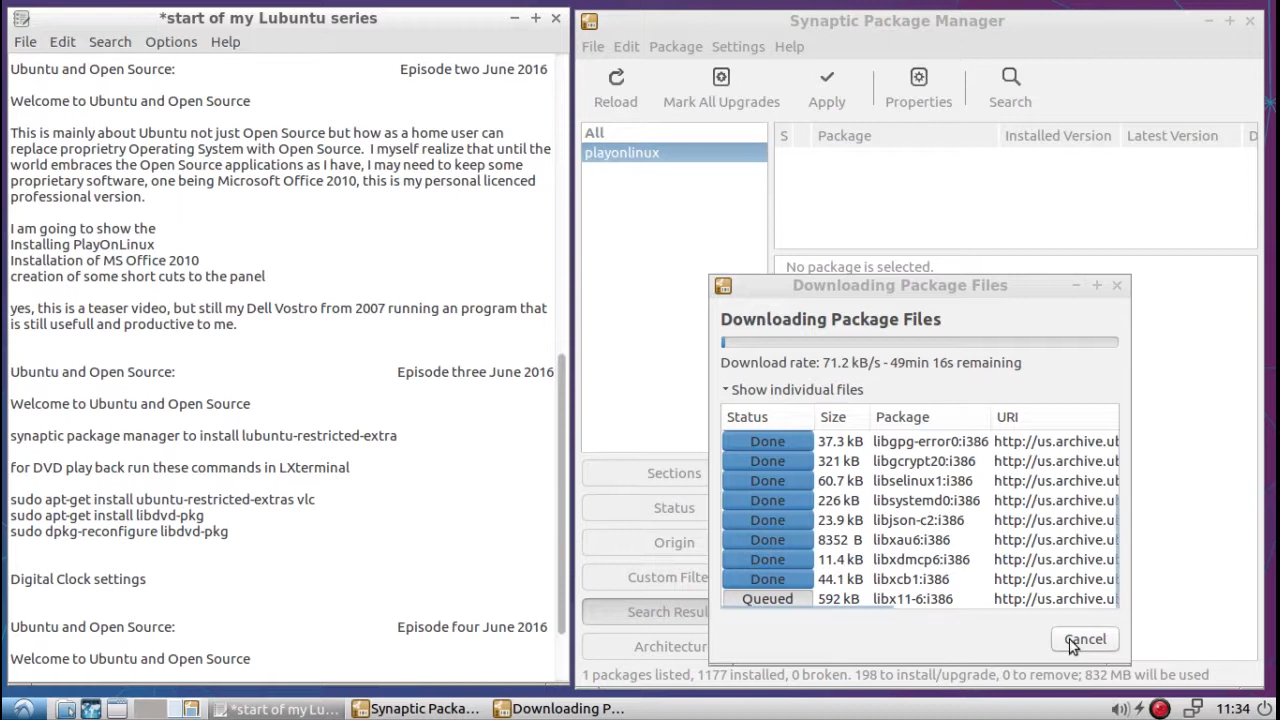 *start of my Lubuntu series
File Edit Search Options Help
Ubuntu and Open Source: Episode two June 2016
Welcome to Ubuntu and Open Source
This is mainly about Ubuntu not just Open Source but how as a home user can
replace proprietry Operating System with Open Source. I myself realize that until the
world embraces the Open Source applications as I have, I may need to keep some
proprietary software, one being Microsoft Office 2010, this is my personal licenced
professional version.
I am going to show the
Installing PlayOnLinux
Installation of MS Office 2010
creation of some short cuts to the panel
yes, this is a teaser video, but still my Dell Vostro from 2007 running an program that
is still usefull and productive to me.
Ubuntu and Open Source: Episode three June 2016
Welcome to Ubuntu and Open Source
synaptic package manager to install lubuntu-restricted-extra
for DVD play back run these commands in LXterminal
sudo apt-get install ubuntu-restricted-extras vlc
sudo apt-get install libdvd-pkg
sudo dpkg-reconfigure libdvd-pkg
Digital Clock settings
Ubuntu and Open Source: Episode four June 2016
Welcome to Ubuntu and Open Source
Synaptic Package Manager
File Edit Package Settings Help
Reload Mark All Upgrades Apply Properties Search
All
playonlinux
S Package Installed Version Latest Version D
No package is selected.
Sections
Status
Origin
Custom Filte
Search Resul
Architectur
Downloading Package Files
Downloading Package Files
Download rate: 71.2 kB/s - 49min 16s remaining
Show individual files
Status Size Package URI
Done 37.3 kB libgpg-error0:i386 http://us.archive.ub
Done 321 kB libgcrypt20:i386 http://us.archive.ub
Done 60.7 kB libselinux1:i386 http://us.archive.ub
Done 226 kB libsystemd0:i386 http://us.archive.ub
Done 23.9 kB libjson-c2:i386 http://us.archive.ub
Done 8352 B libxau6:i386 http://us.archive.ub
Done 11.4 kB libxdmcp6:i386 http://us.archive.ub
Done 44.1 kB libxcb1:i386 http://us.archive.ub
Queued 592 kB libx11-6:i386 http://us.archive.ub
Cancel
1 packages listed, 1177 installed, 0 broken. 198 to install/upgrade, 0 to remove; 832 MB will be used
*start of my Lu... Synaptic Packa... Downloading P... 11:34